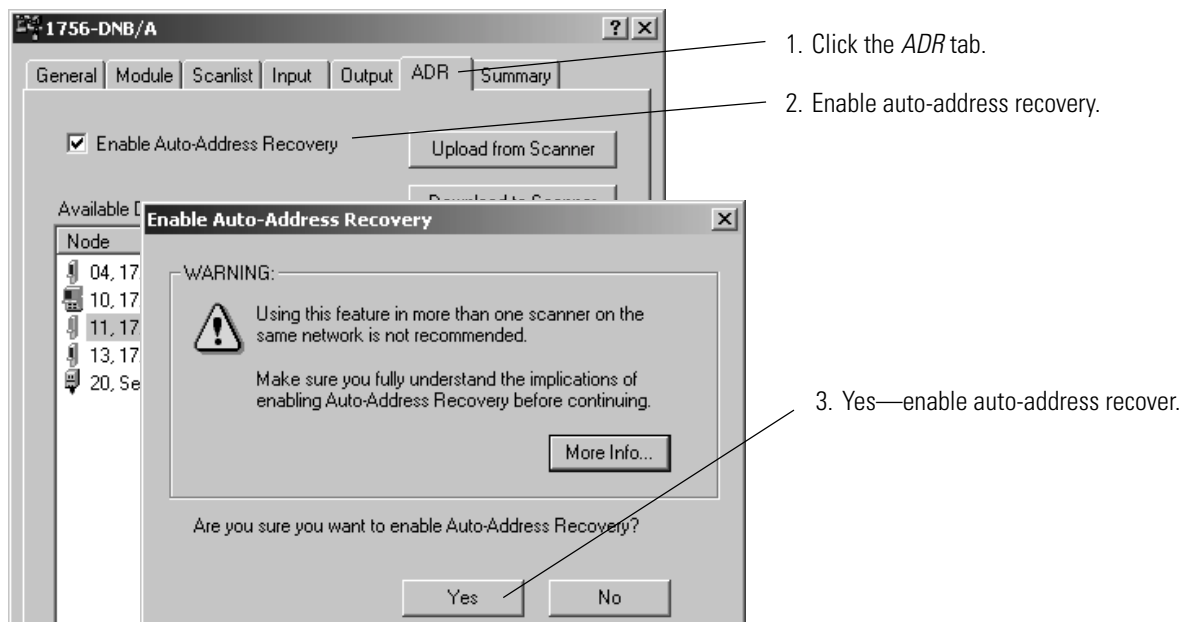 1756-DNB/A
General Module Scanlist Input Output ADR Summary
Enable Auto-Address Recovery
Upload from Scanner
Available
Node
04, 17
10, 17
11, 17
13, 17
20, Se
Enable Auto-Address Recovery
WARNING:
Using this feature in more than one scanner on the
same network is not recommended.
Make sure you fully understand the implications of
enabling Auto-Address Recovery before continuing.
More Info...
Are you sure you want to enable Auto-Address Recovery?
Yes No
1. Click the ADR tab.
2. Enable auto-address recovery.
3. Yes—enable auto-address recover.